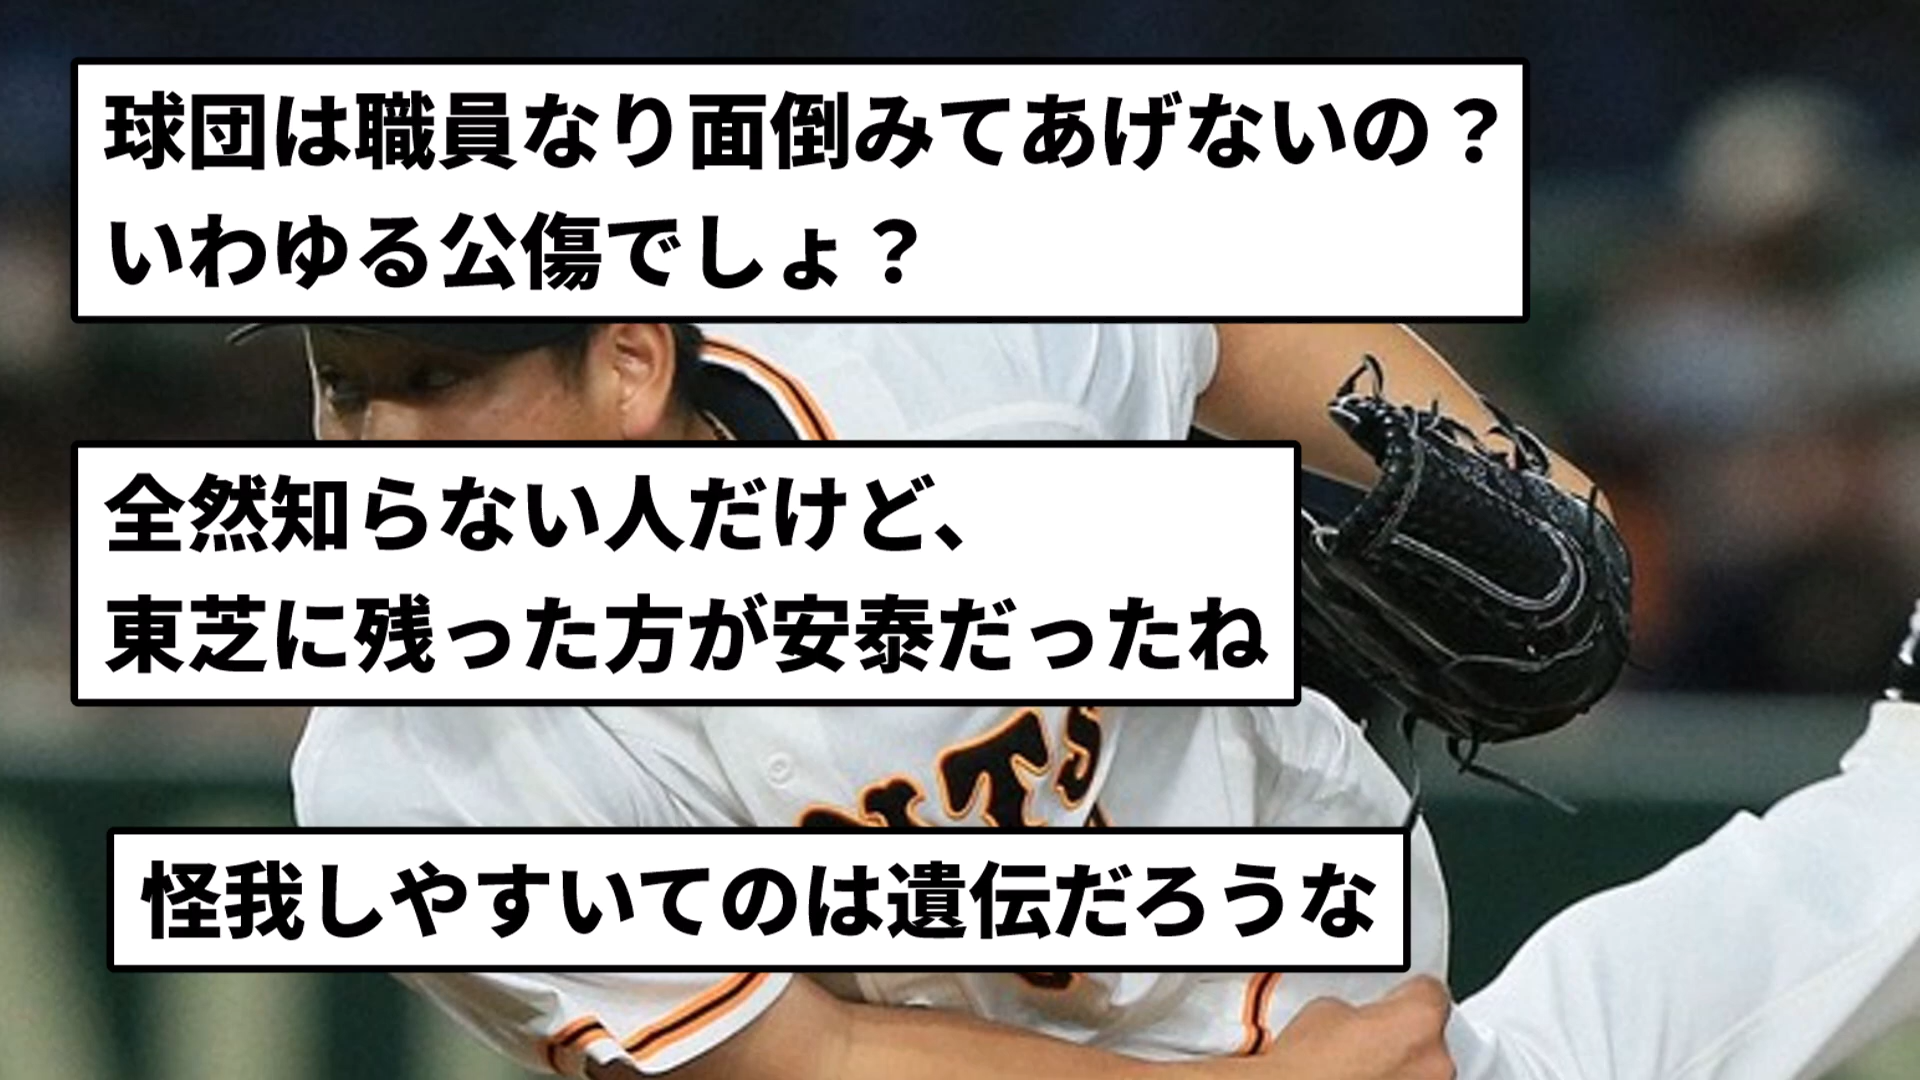 球団は職員なり面倒みてあげないの？
いわゆる公傷でしょ？
全然知らない人だけど、
東芝に残った方が安泰だったね
NTS
怪我しやすいてのは遺伝だろうな